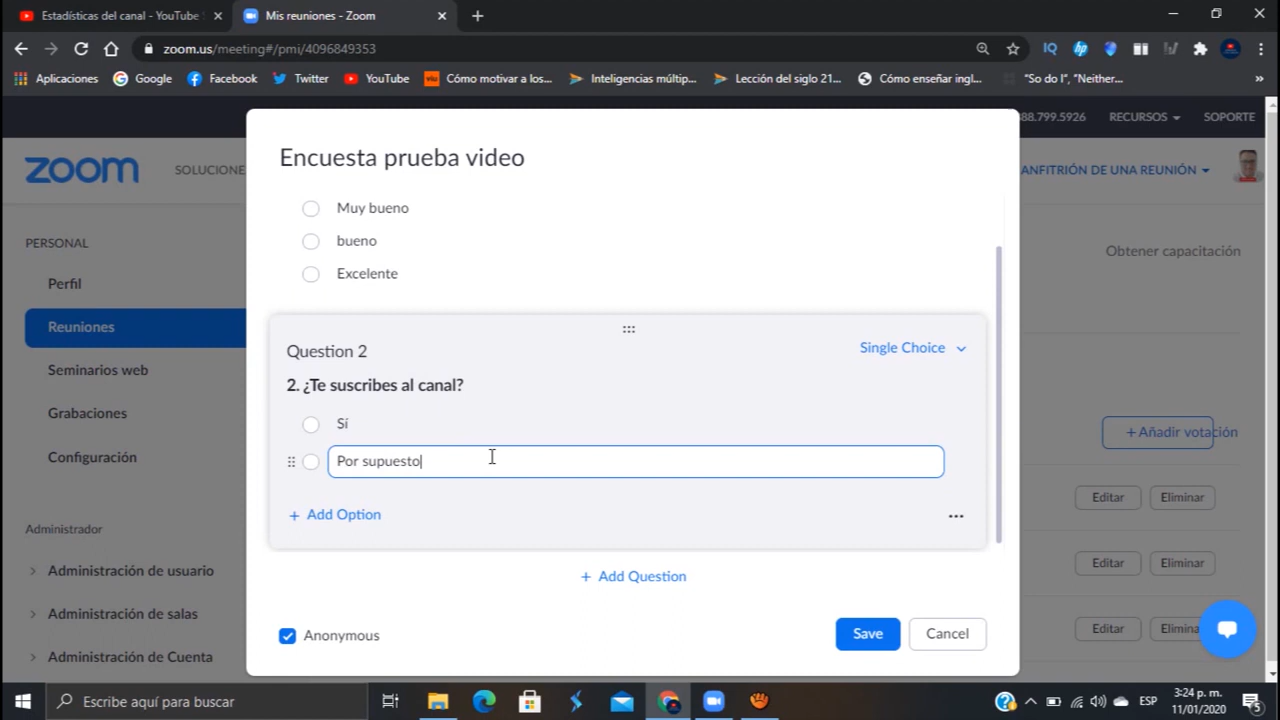 Estadísticas del canal - YouTube
Mis reuniones - Zoom
zoom.us/meeting#/pmi/4096849353
Aplicaciones
Google
Facebook
Twitter
YouTube
Cómo motivar a los...
Inteligencias múltip...
Lección del siglo 21...
Cómo enseñar ingl...
"So do I", "Neither...
»
88.799.5926
RECURSOS
SOPORTE
zoom
SOLUCIONE
ANFITRIÓN DE UNA REUNIÓN
PERSONAL
Perfil
Reuniones
Seminarios web
Grabaciones
Configuración
Administrador
Administración de usuario
Administración de salas
Administración de Cuenta
Obtener capacitación
+ Añadir votación
Editar
Eliminar
Editar
Eliminar
Editar
Elimina
Encuesta prueba video
Muy bueno
bueno
Excelente
Question 2
Single Choice
2. ¿Te suscribes al canal?
Sí
Por supuesto
+ Add Option
...
+ Add Question
Anonymous
Save
Cancel
Escribe aquí para buscar
ESP
3:24 p. m.
11/01/2020
5